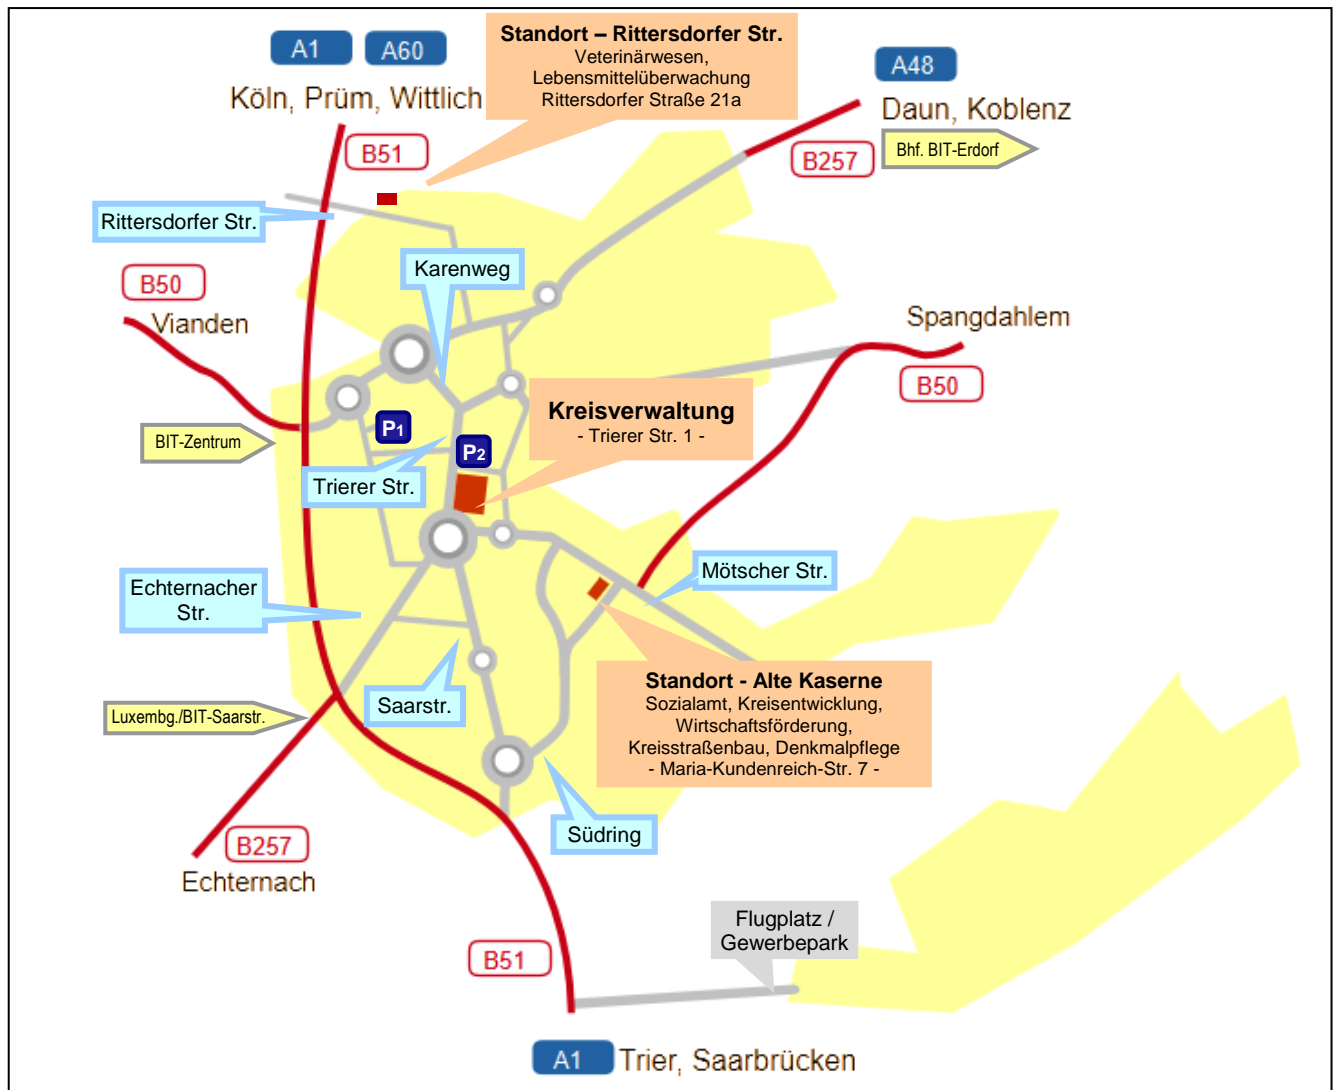 A1
A60
Köln, Prüm, Wittlich
B51
Standort – Rittersdorfer Str.
Veterinärwesen,
Lebensmittelüberwachung
Rittersdorfer Straße 21a
A48
Daun, Koblenz
B257
Bhf. BIT-Erdorf
Rittersdorfer Str.
Karenweg
B50
Vianden
Spangdahlem
B50
BIT-Zentrum
P1
P2
Trierer Str.
Kreisverwaltung
- Trierer Str. 1 -
Echternacher
Str.
Mötscher Str.
Luxembg./BIT-Saarstr.
Saarstr.
Standort - Alte Kaserne
Sozialamt, Kreisentwicklung,
Wirtschaftsförderung,
Kreisstraßenbau, Denkmalpflege
- Maria-Kundenreich-Str. 7 -
Südring
B257
Echternach
Flugplatz /
Gewerbepark
B51
A1
Trier, Saarbrücken